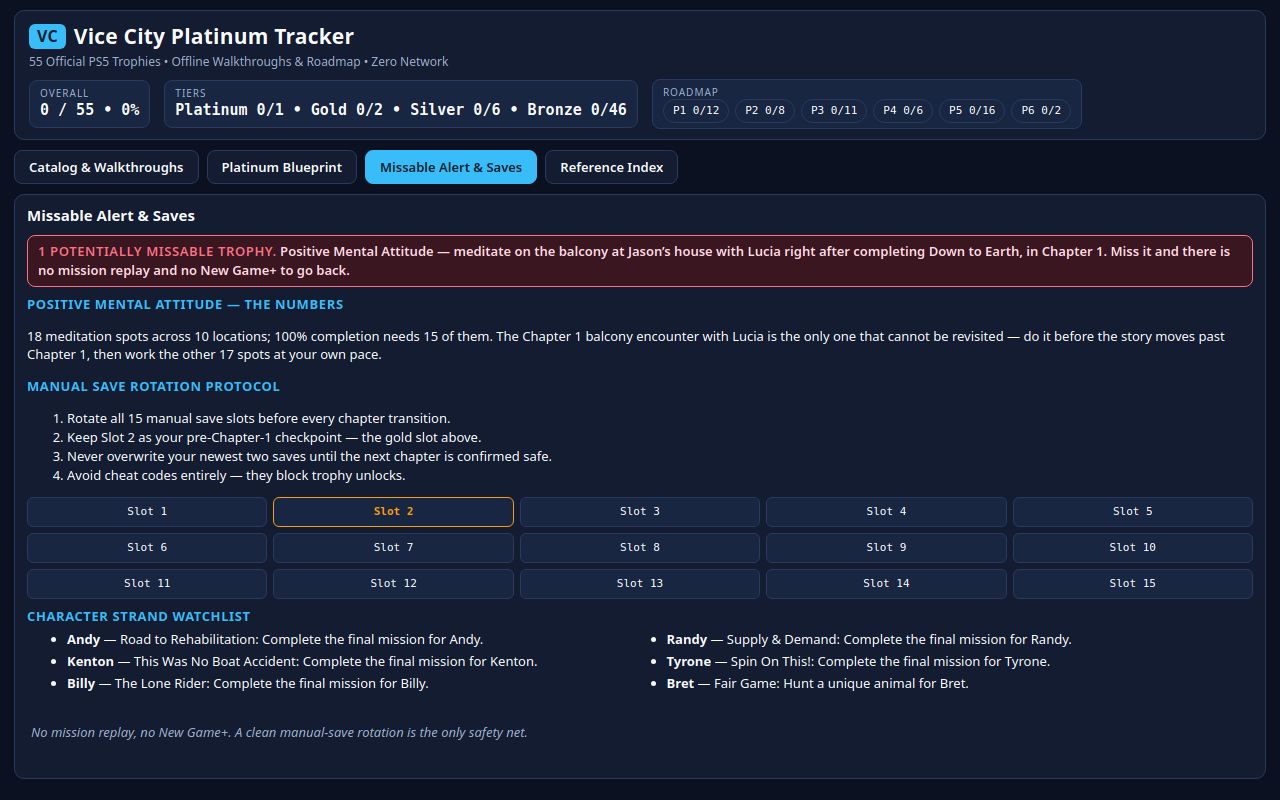 VC Vice City Platinum Tracker
55 Official PS5 Trophies • Offline Walkthroughs & Roadmap • Zero Network
OVERALL
0 / 55 • 0%
TIERS
Platinum 0/1 • Gold 0/2 • Silver 0/6 • Bronze 0/46
ROADMAP
P1 0/12 P2 0/8 P3 0/11 P4 0/6 P5 0/16 P6 0/2
Catalog & Walkthroughs Platinum Blueprint Missable Alert & Saves Reference Index
Missable Alert & Saves
1 POTENTIALLY MISSABLE TROPHY. Positive Mental Attitude — meditate on the balcony at Jason’s house with Lucia right after completing Down to Earth, in Chapter 1. Miss it and there is
no mission replay and no New Game+ to go back.
POSITIVE MENTAL ATTITUDE — THE NUMBERS
18 meditation spots across 10 locations; 100% completion needs 15 of them. The Chapter 1 balcony encounter with Lucia is the only one that cannot be revisited — do it before the story moves past
Chapter 1, then work the other 17 spots at your own pace.
MANUAL SAVE ROTATION PROTOCOL
1. Rotate all 15 manual save slots before every chapter transition.
2. Keep Slot 2 as your pre-Chapter-1 checkpoint — the gold slot above.
3. Never overwrite your newest two saves until the next chapter is confirmed safe.
4. Avoid cheat codes entirely — they block trophy unlocks.
Slot 1 Slot 2 Slot 3 Slot 4 Slot 5
Slot 6 Slot 7 Slot 8 Slot 9 Slot 10
Slot 11 Slot 12 Slot 13 Slot 14 Slot 15
CHARACTER STRAND WATCHLIST
• Andy — Road to Rehabilitation: Complete the final mission for Andy.
• Kenton — This Was No Boat Accident: Complete the final mission for Kenton.
• Billy — The Lone Rider: Complete the final mission for Billy.
• Randy — Supply & Demand: Complete the final mission for Randy.
• Tyrone — Spin On This!: Complete the final mission for Tyrone.
• Bret — Fair Game: Hunt a unique animal for Bret.
No mission replay, no New Game+. A clean manual-save rotation is the only safety net.